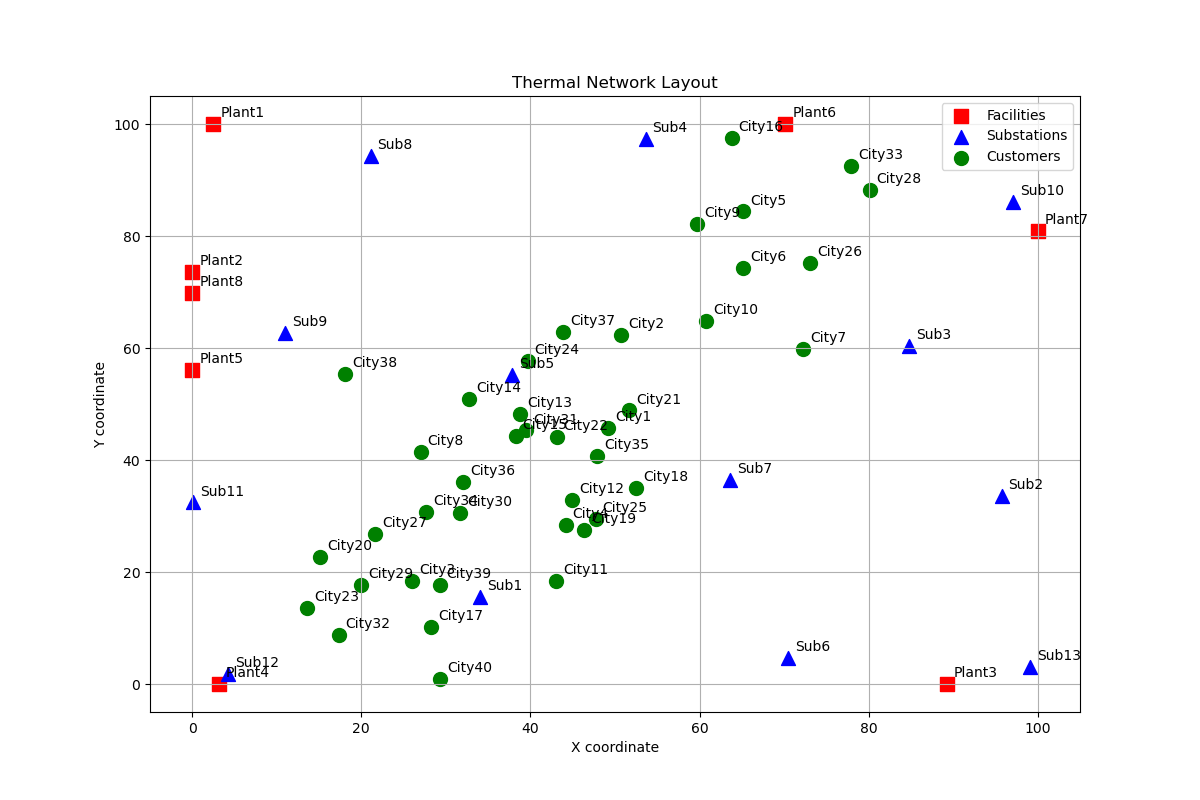 Thermal Network Layout
Plant1
Plant6
Facilities
Substations
Customers
City16
Sub4
Sub8
City33
City28
Sub10
Plant7
City5
City9
City6
City26
Plant2
Plant8
Sub9
City10
City37
City2
City7
Sub3
Plant5
City38
City24
Sub5
City14
City13
City31
City15
City22
City21
City1
City35
City8
City36
City18
Sub7
Sub2
Sub11
City34
City30
City12
City25
City4
City19
City27
City20
City29
City3
City39
Sub1
City11
City23
City32
City17
City40
Sub12
Plant4
Sub6
Plant3
Sub13
100
80
60
40
20
0
Y coordinate
0 20 40 60 80 100
X coordinate